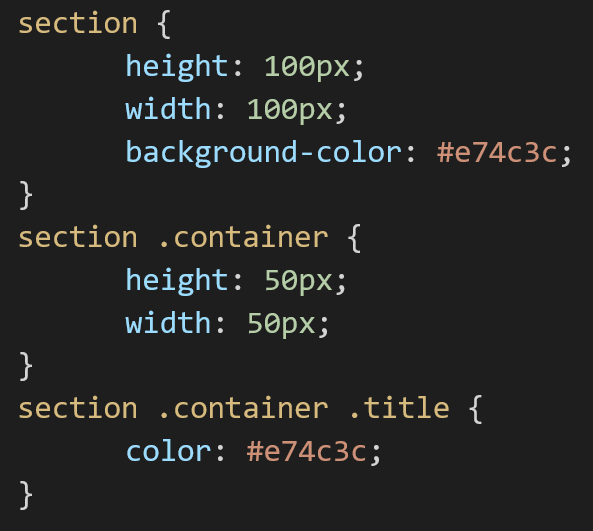 section {
height: 100px;
width: 100px;
background-color: #e74c3c;
}
section .container {
height: 50px;
width: 50px;
}
section .container .title {
color: #e74c3c;
}